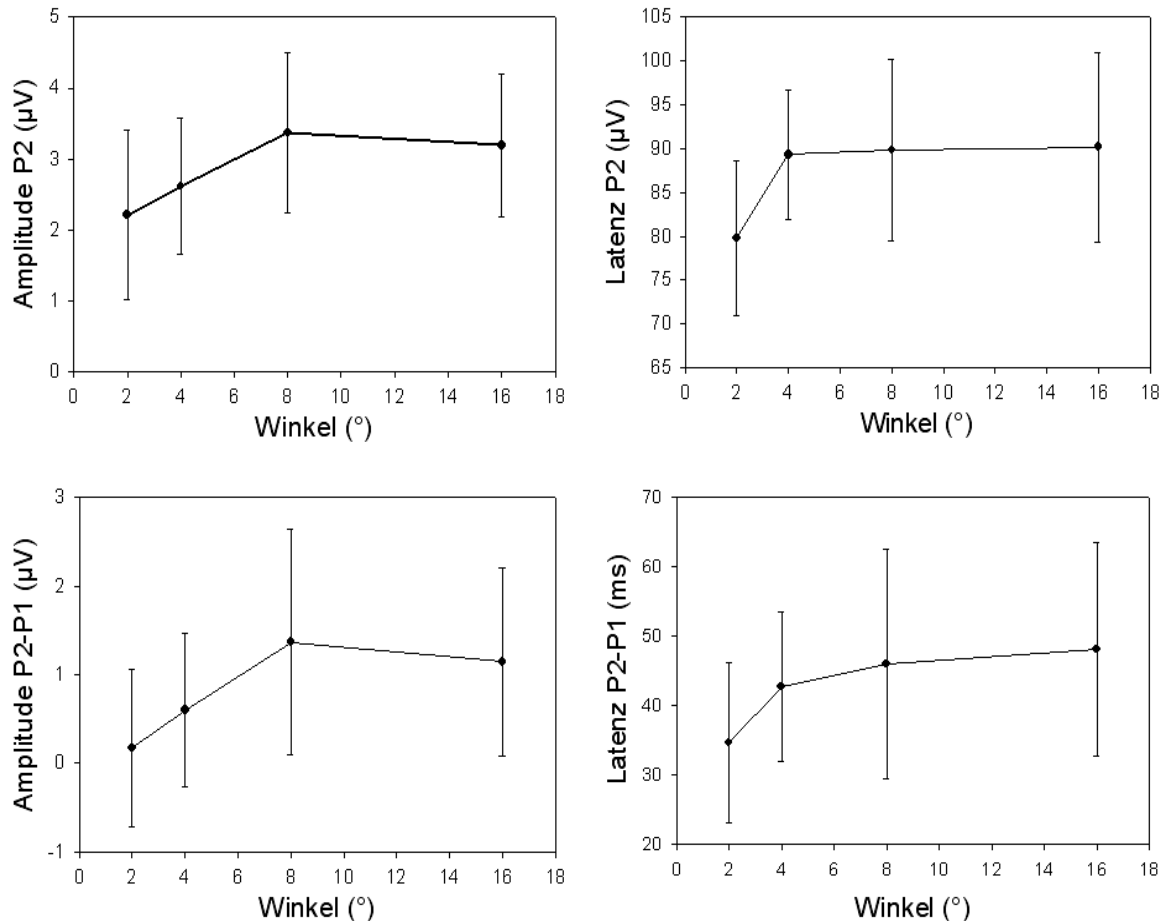 Amplitude P2 (µV)
5
4
3
2
1
0
0 2 4 6 8 10 12 14 16 18
Winkel (°)
Latenz P2 (µV)
105
100
95
90
85
80
75
70
65
0 2 4 6 8 10 12 14 16 18
Winkel (°)
Amplitude P2-P1 (µV)
3
2
1
0
-1
0 2 4 6 8 10 12 14 16 18
Winkel (°)
Latenz P2-P1 (ms)
70
60
50
40
30
20
0 2 4 6 8 10 12 14 16 18
Winkel (°)